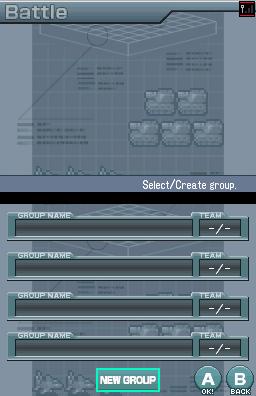 Battle
Select/Create group.
GROUP NAME TEAM
-/-
GROUP NAME TEAM
-/-
GROUP NAME TEAM
-/-
GROUP NAME TEAM
-/-
NEW GROUP
A B
OK! BACK